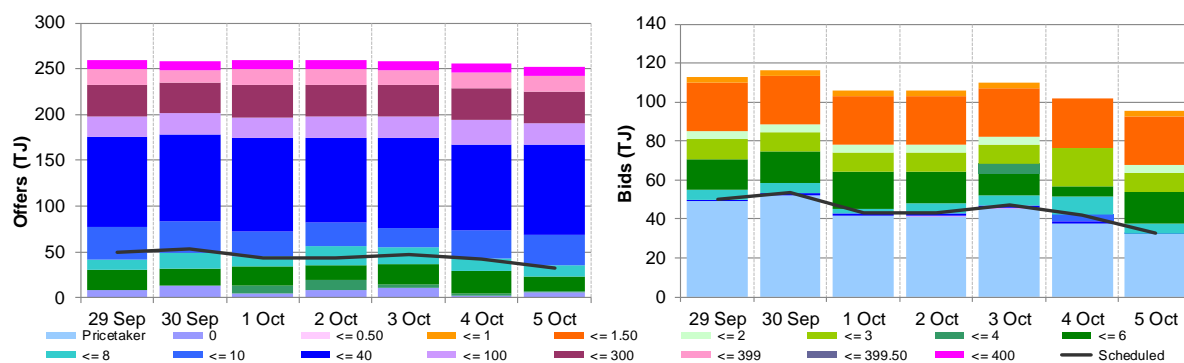 300
250
200
150
100
50
0
Offers (TJ)
29 Sep 30 Sep 1 Oct 2 Oct 3 Oct 4 Oct 5 Oct
140
120
100
80
60
40
20
0
Bids (TJ)
29 Sep 30 Sep 1 Oct 2 Oct 3 Oct 4 Oct 5 Oct
Pricetaker 0 <= 0.50 <= 1 <= 1.50 <= 2 <= 3 <= 4 <= 6
<= 8 <= 10 <= 40 <= 100 <= 300 <= 399 <= 399.50 <= 400 Scheduled